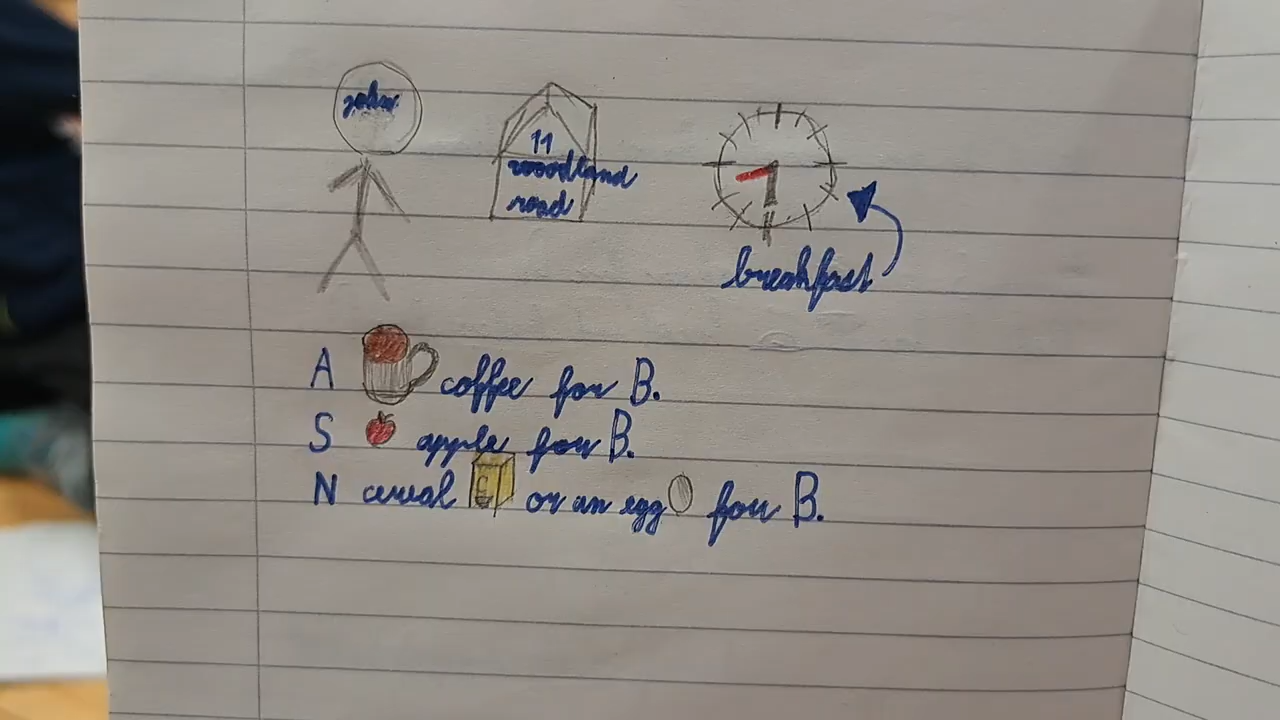 John
11
woodland
road
breakfast
A coffee for B.
S apple for B.
N cereal C or an egg for B.